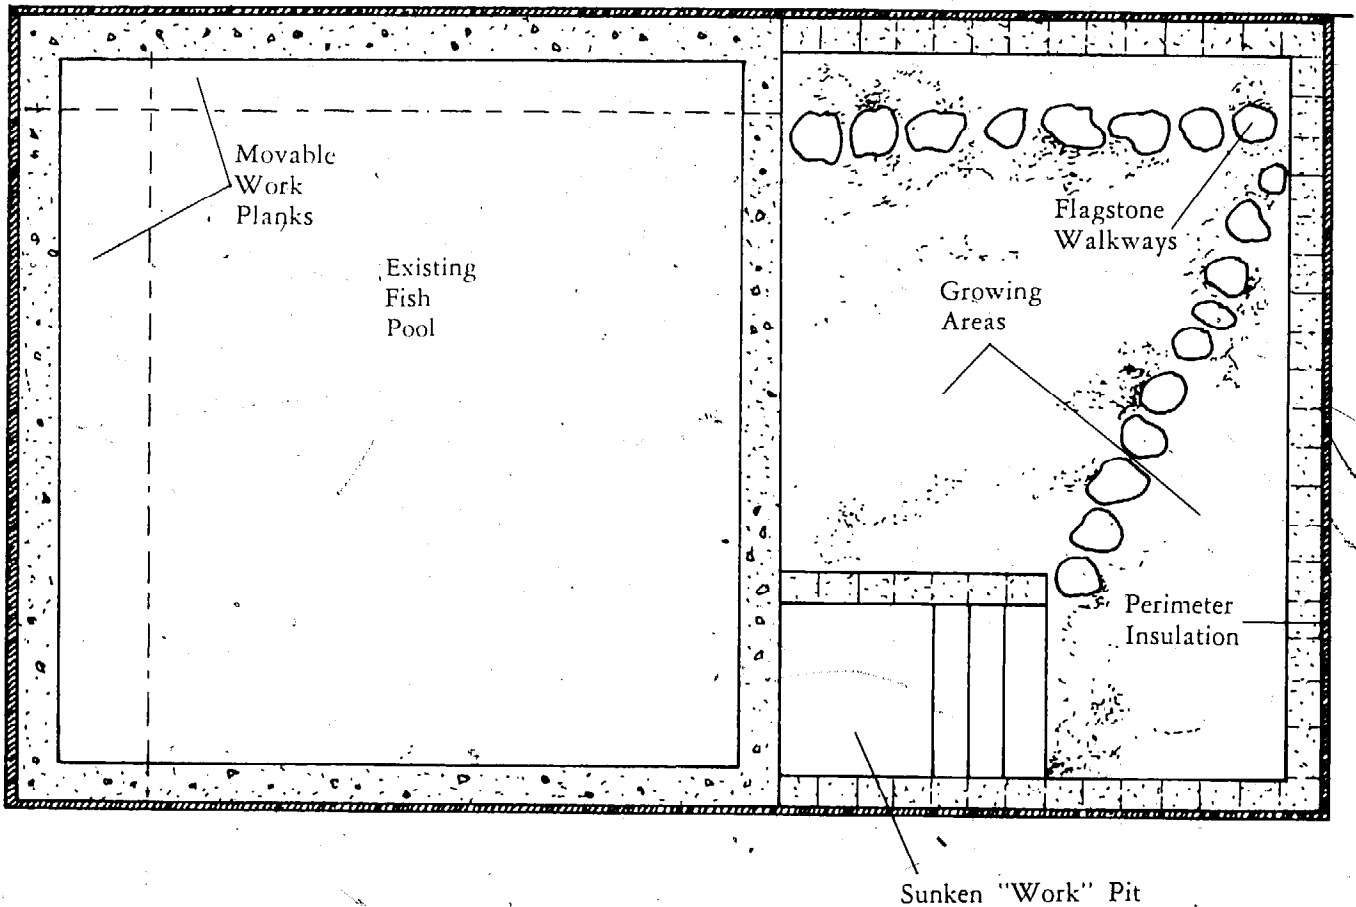 Movable
Work
Planks
Existing
Fish
Pool
Flagstone
Walkways
Growing
Areas
Perimeter
Insulation
Sunken "Work" Pit